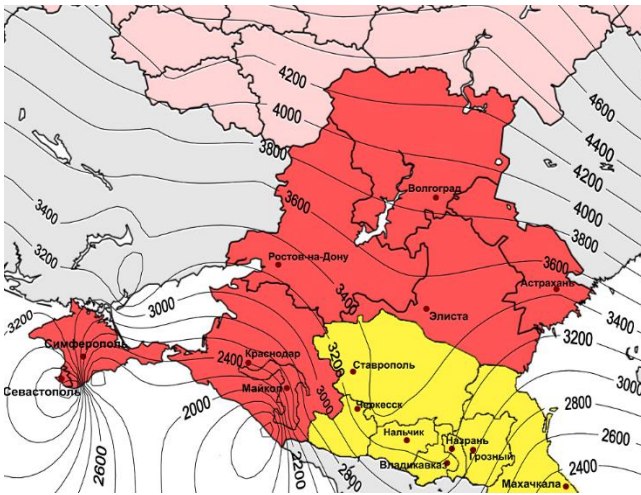 4200
4000
3800
4600
4400
4200
4000
3800
3600
3400
3200
Волгоград
3600
Ростов-на-Дону
3400
Астрахань
3400
Элиста
3200
3000
3200
Симферополь
Севастополь
2400
Краснодар
Майкоп
2000
2600
2200
3200
3000
Ставрополь
Черкесск
Нальчик
Назрань
Грозный
Владикавказ
2800
3000
2800
2600
2400
Махачкала